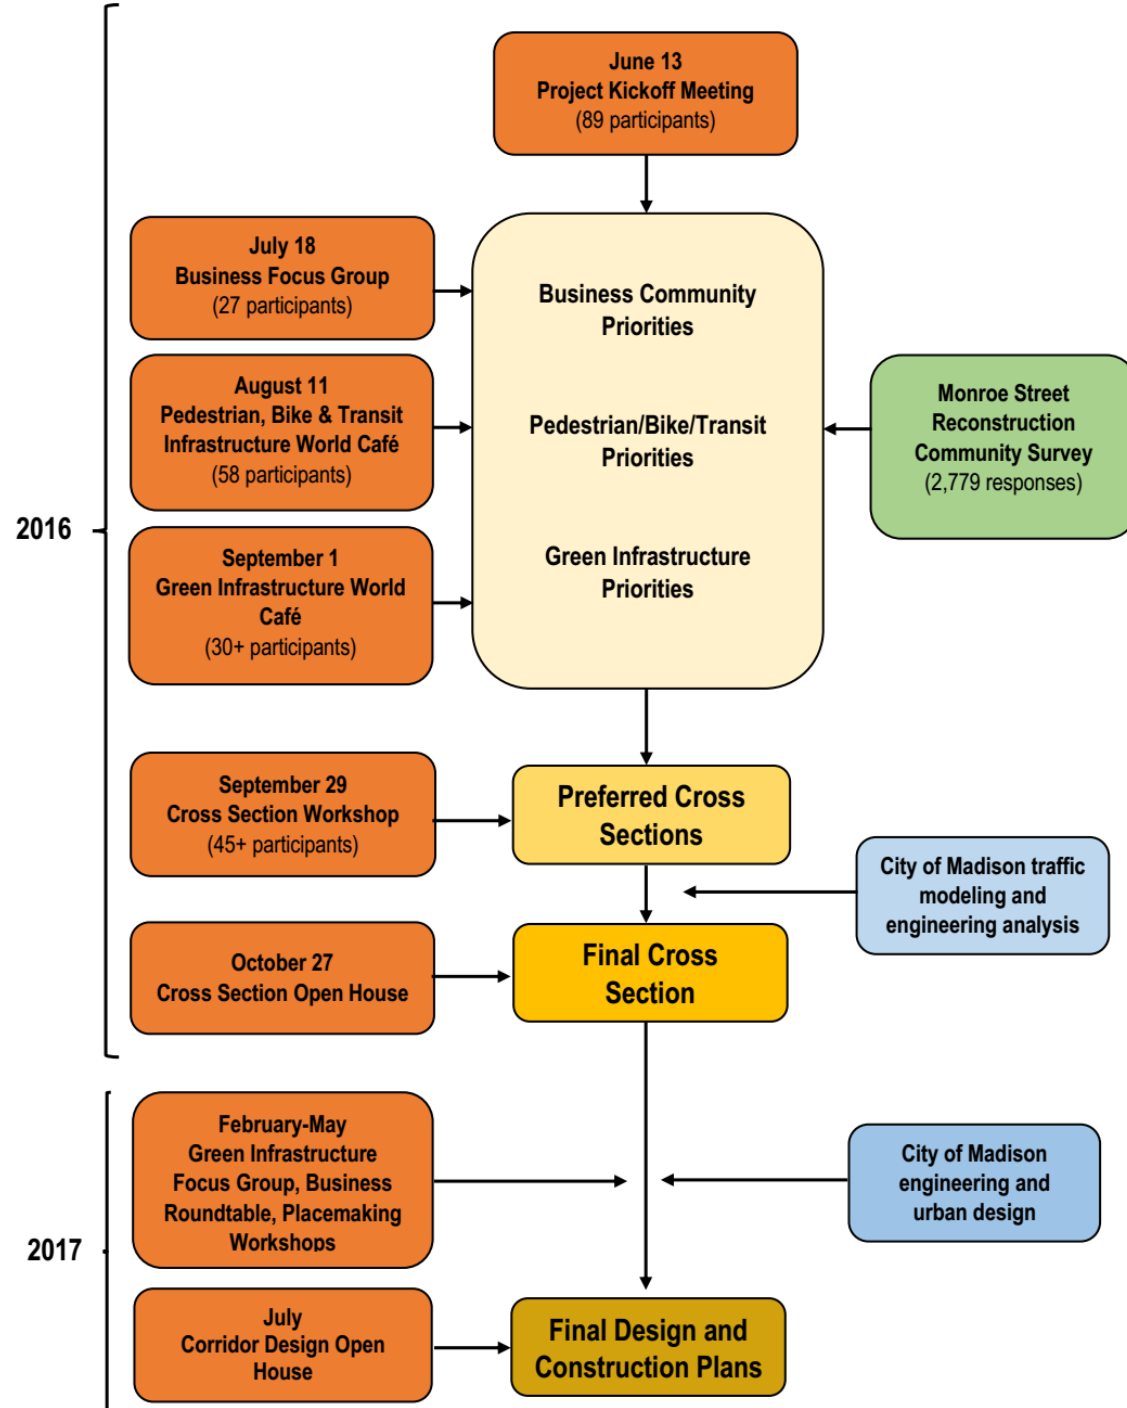 June 13
Project Kickoff Meeting
(89 participants)
July 18
Business Focus Group
(27 participants)
Business Community
Priorities
August 11
Pedestrian, Bike & Transit
Infrastructure World Café
(58 participants)
Pedestrian/Bike/Transit
Priorities
Monroe Street
Reconstruction
Community Survey
(2,779 responses)
2016
September 1
Green Infrastructure World
Café
(30+ participants)
Green Infrastructure
Priorities
September 29
Cross Section Workshop
(45+ participants)
Preferred Cross
Sections
City of Madison traffic
modeling and
engineering analysis
October 27
Cross Section Open House
Final Cross
Section
2017
February-May
Green Infrastructure
Focus Group, Business
Roundtable, Placemaking
Workshops
City of Madison
engineering and
urban design
July
Corridor Design Open
House
Final Design and
Construction Plans